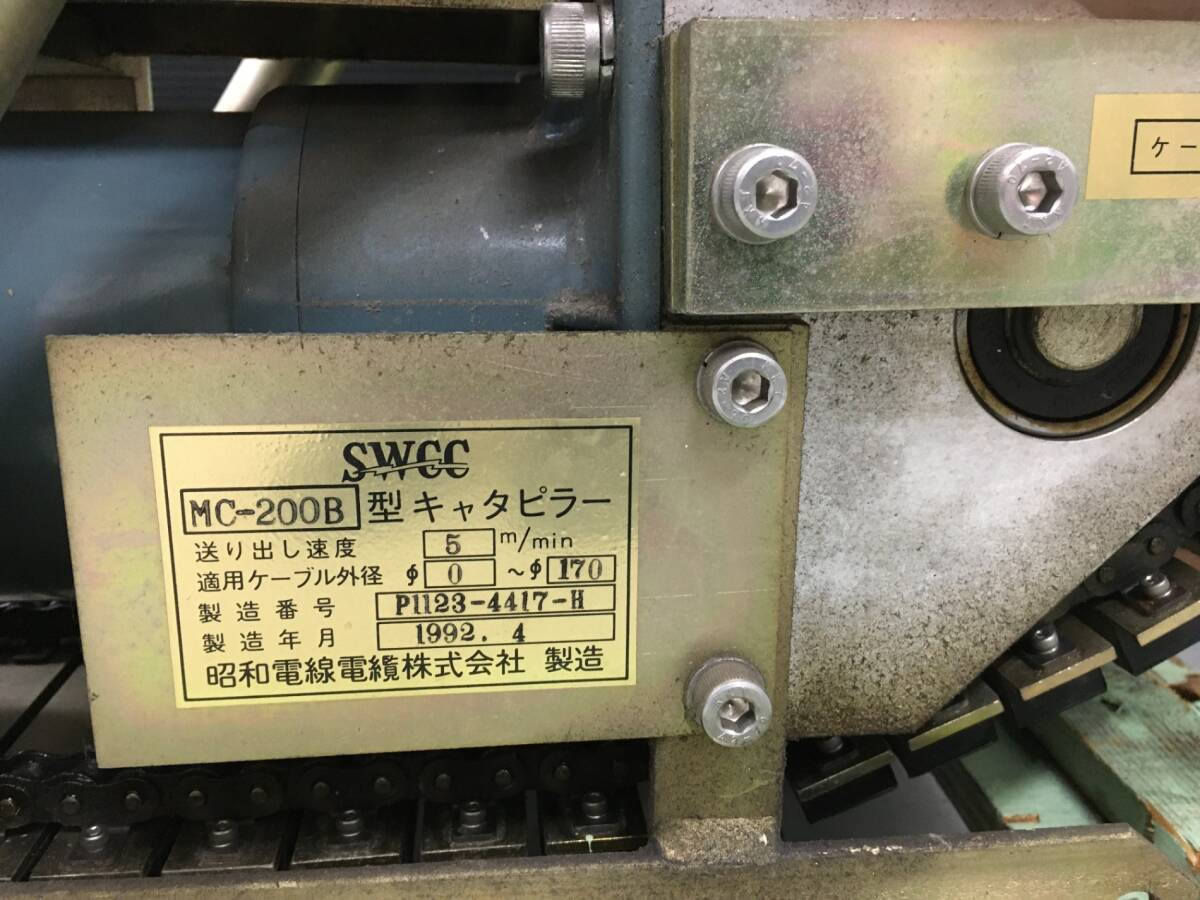 ケー
SWCC
MC-200B 型 キャタピラー
送り出し速度 5 m/min
適用ケーブル外径 φ 0 ~φ 170
製造番号 P1123-4417-H
製造年月 1992. 4
昭和電線電纜株式会社 製造